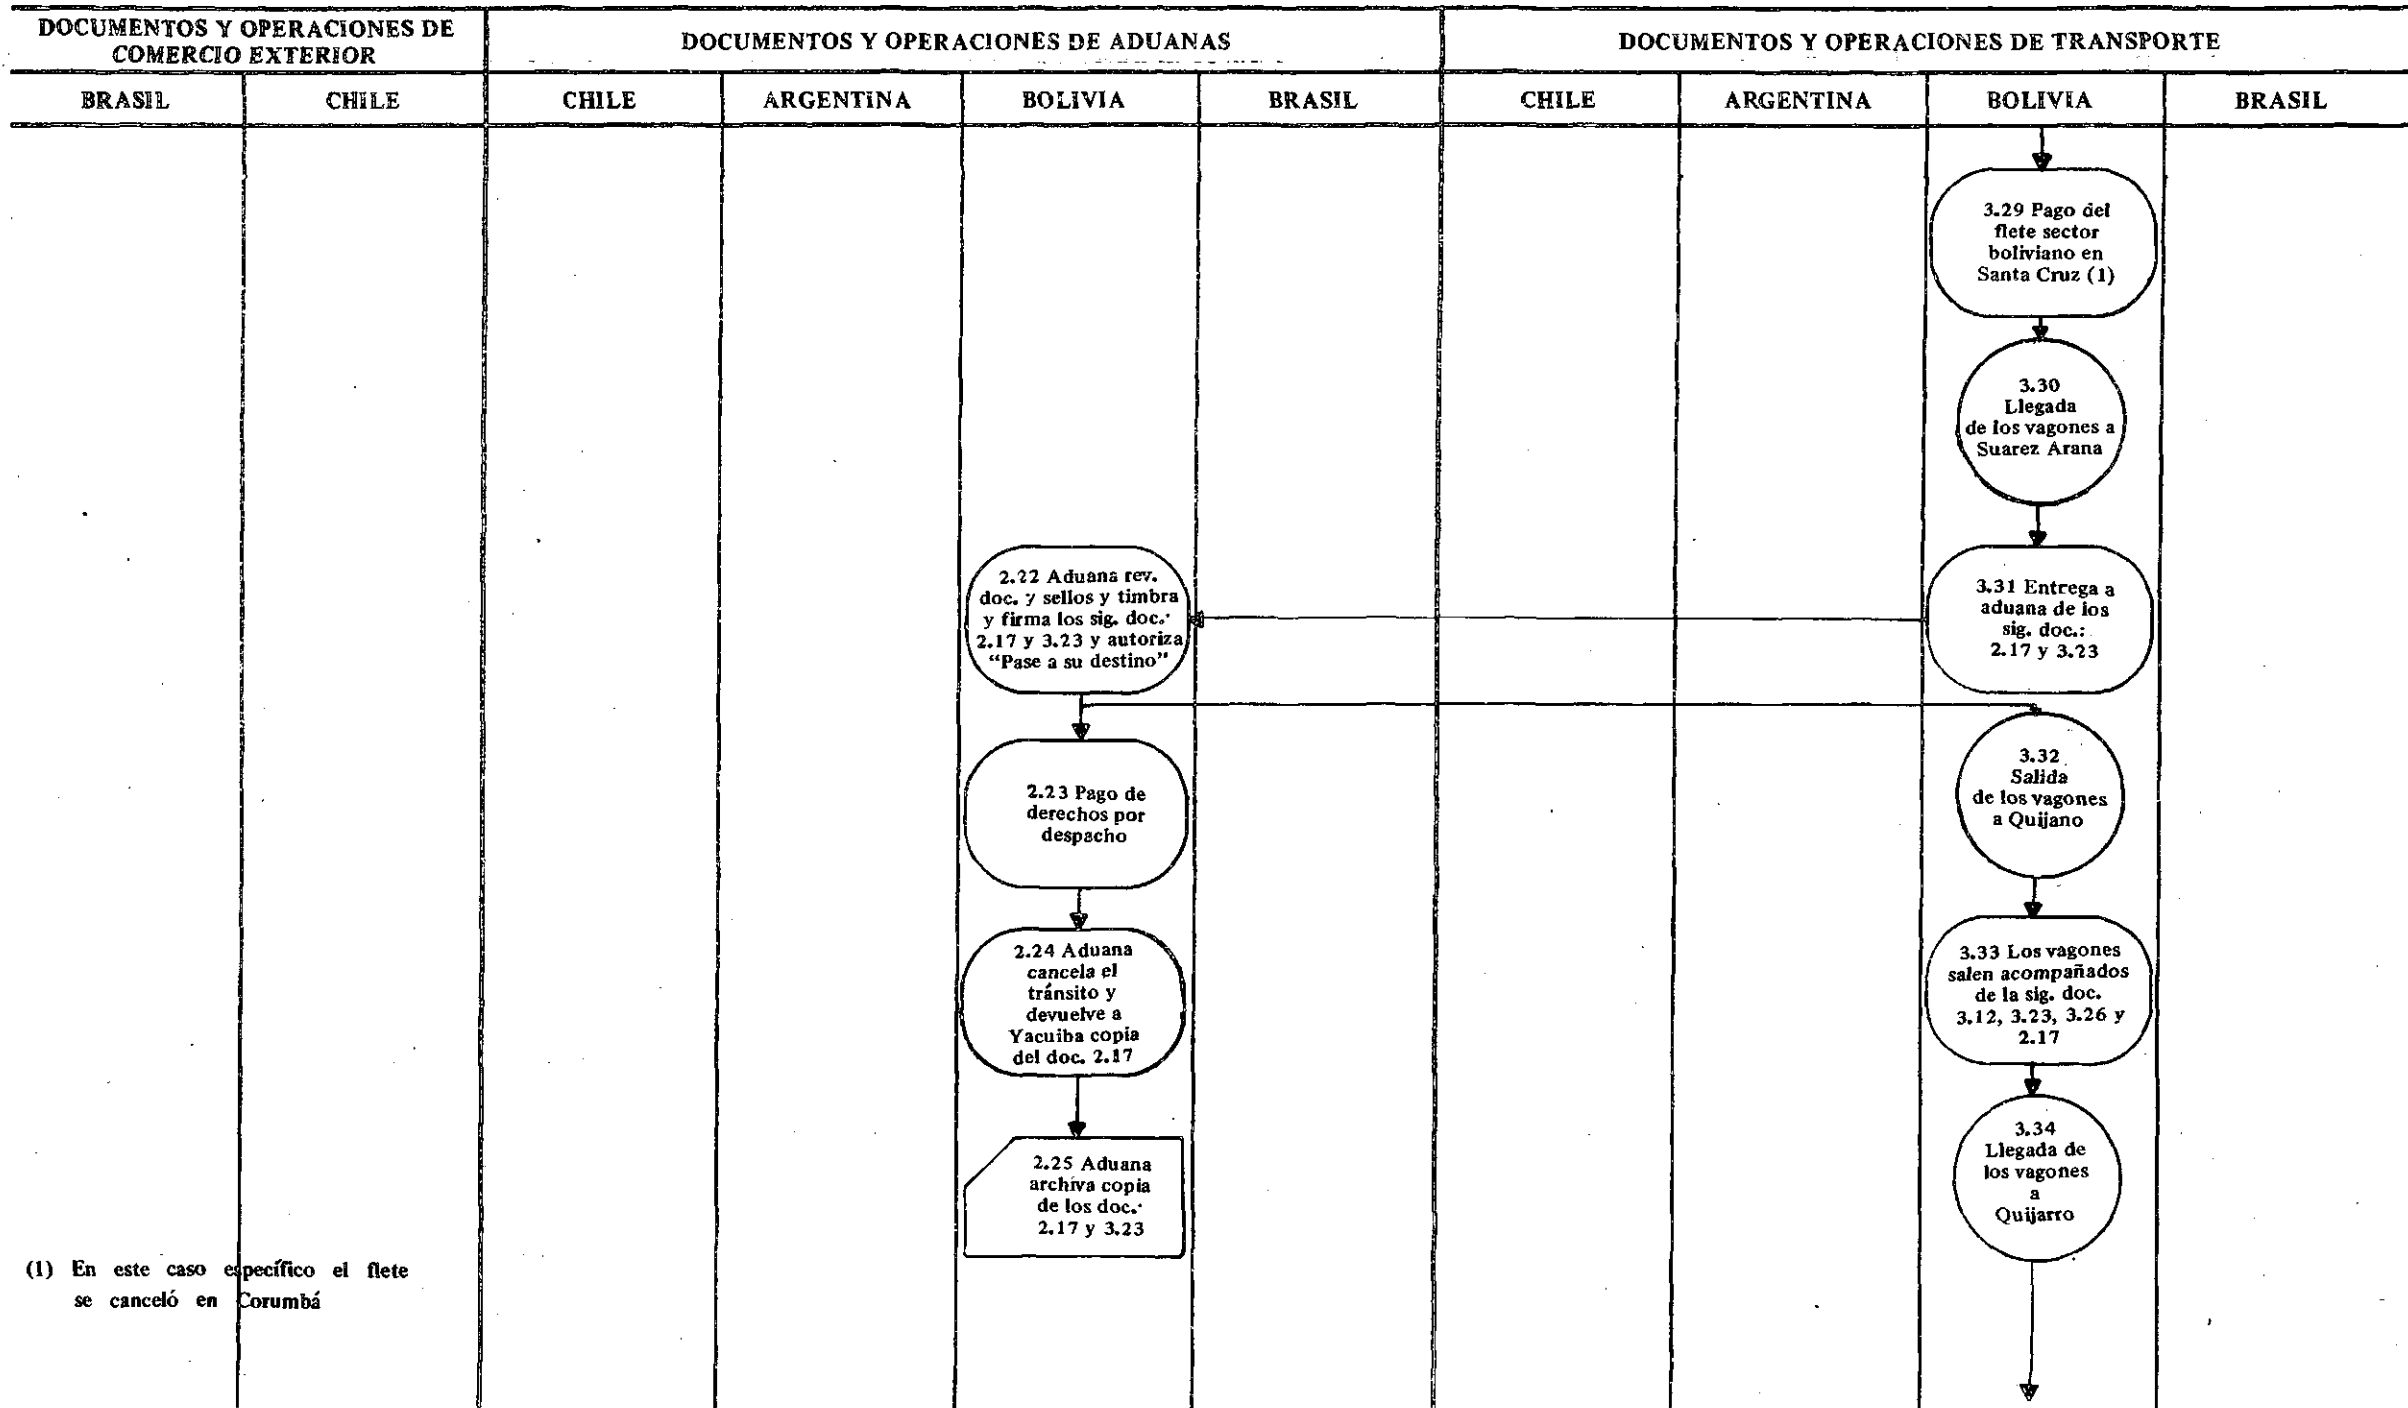 DOCUMENTOS Y OPERACIONES DE
COMERCIO EXTERIOR
DOCUMENTOS Y OPERACIONES DE ADUANAS
DOCUMENTOS Y OPERACIONES DE TRANSPORTE
BRASIL
CHILE
CHILE
ARGENTINA
BOLIVIA
BRASIL
CHILE
ARGENTINA
BOLIVIA
BRASIL
3.29 Pago del
flete sector
boliviano en
Santa Cruz (1)
3.30
Llegada
de los vagones a
Suarez Arana
3.31 Entrega a
aduana de los
sig. doc.:
2.17 y 3.23
2.22 Aduana rev.
doc. y sellos y timbra
y firma los sig. doc.:
2.17 y 3.23 y autoriza
“Pase a su destino”
2.23 Pago de
derechos por
despacho
2.24 Aduana
cancela el
tránsito y
devuelve a
Yacuiba copia
del doc. 2.17
2.25 Aduana
archiva copia
de los doc.:
2.17 y 3.23
3.32
Salida
de los vagones
a Quijano
3.33 Los vagones
salen acompañados
de la sig. doc.
3.12, 3.23, 3.26 y
2.17
3.34
Llegada de
los vagones
a
Quijarro
(1) En este caso específico el flete
se canceló en Corumbá